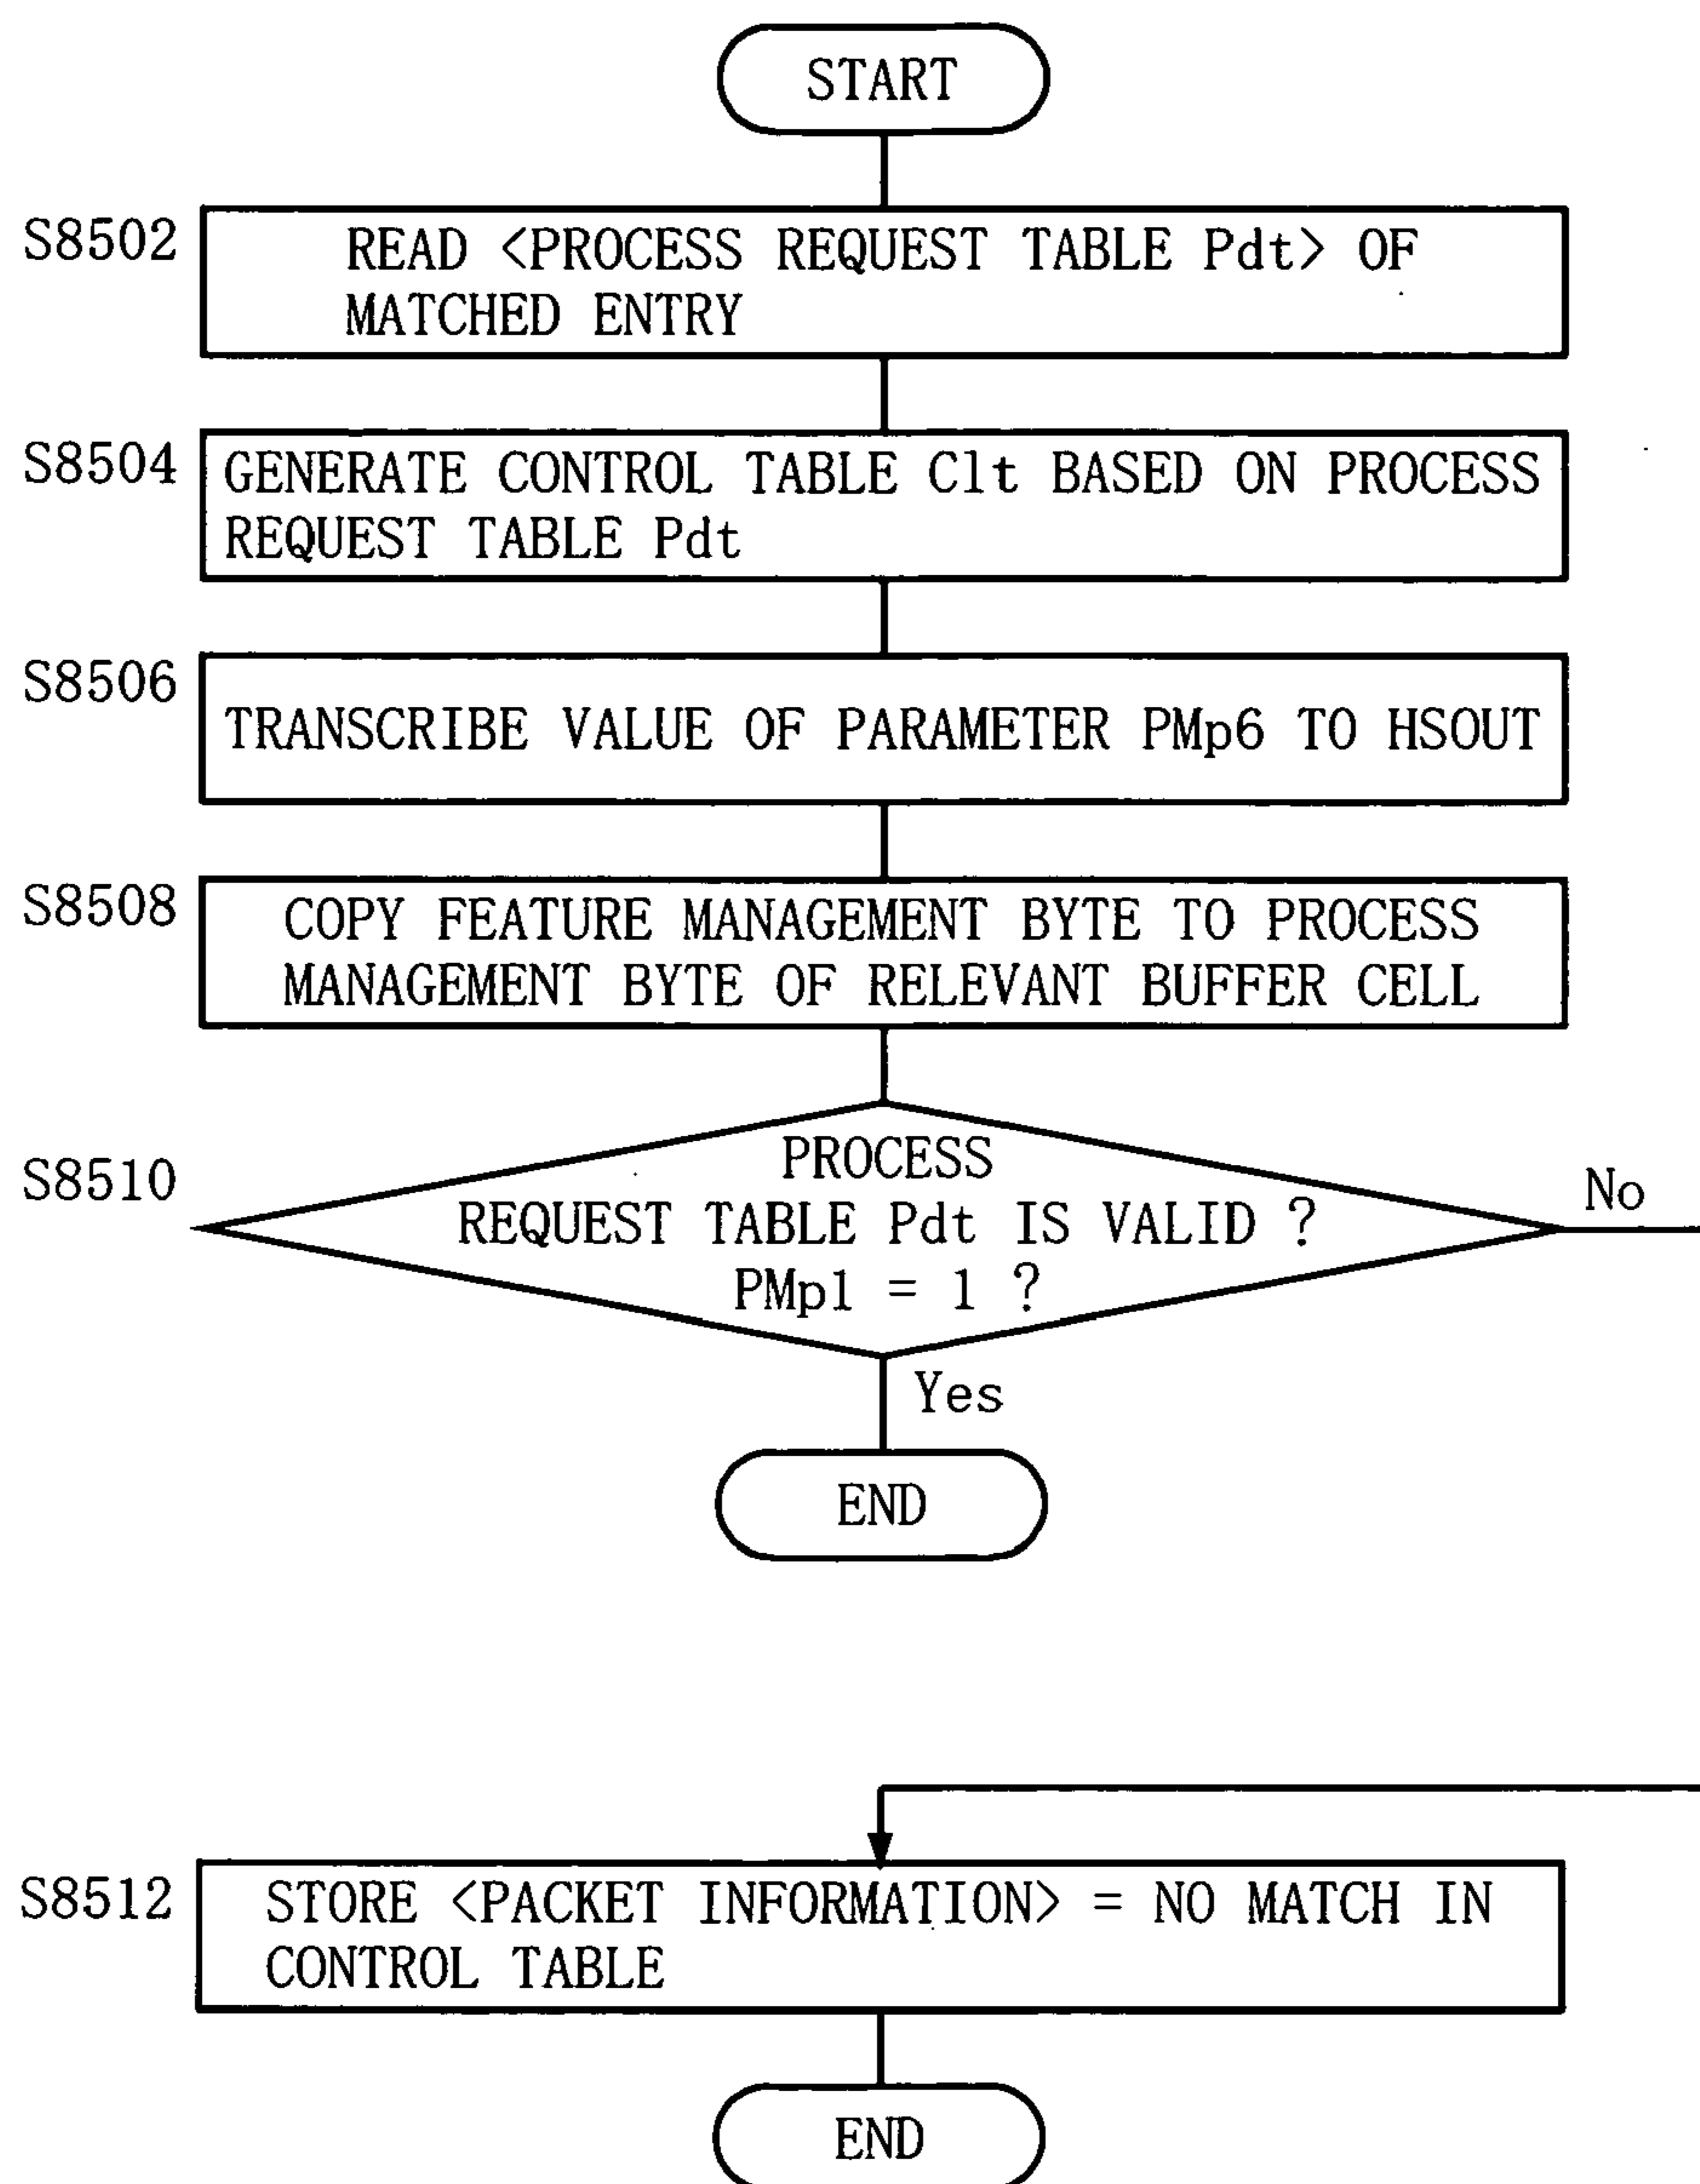 START
S8502
READ <PROCESS REQUEST TABLE Pdt> OF
MATCHED ENTRY
S8504
GENERATE CONTROL TABLE Clt BASED ON PROCESS
REQUEST TABLE Pdt
S8506
TRANSCRIBE VALUE OF PARAMETER PMp6 TO HSOUT
S8508
COPY FEATURE MANAGEMENT BYTE TO PROCESS
MANAGEMENT BYTE OF RELEVANT BUFFER CELL
S8510
PROCESS
REQUEST TABLE Pdt IS VALID ?
PMp1 = 1 ?
No
Yes
END
S8512
STORE <PACKET INFORMATION> = NO MATCH IN
CONTROL TABLE
END